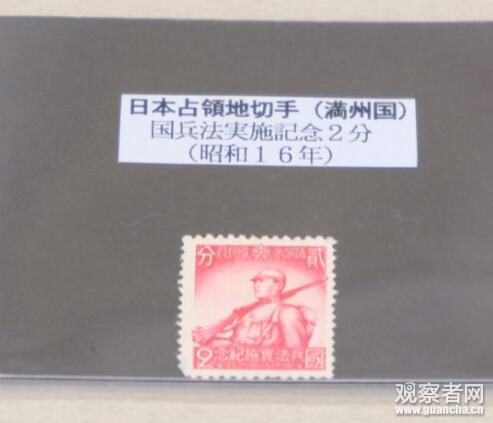 日本占領地切手（満州国）
国兵法実施記念２分
（昭和１６年）
分 貳
2 念紀施實法兵國
观察者网
www.guancha.cn